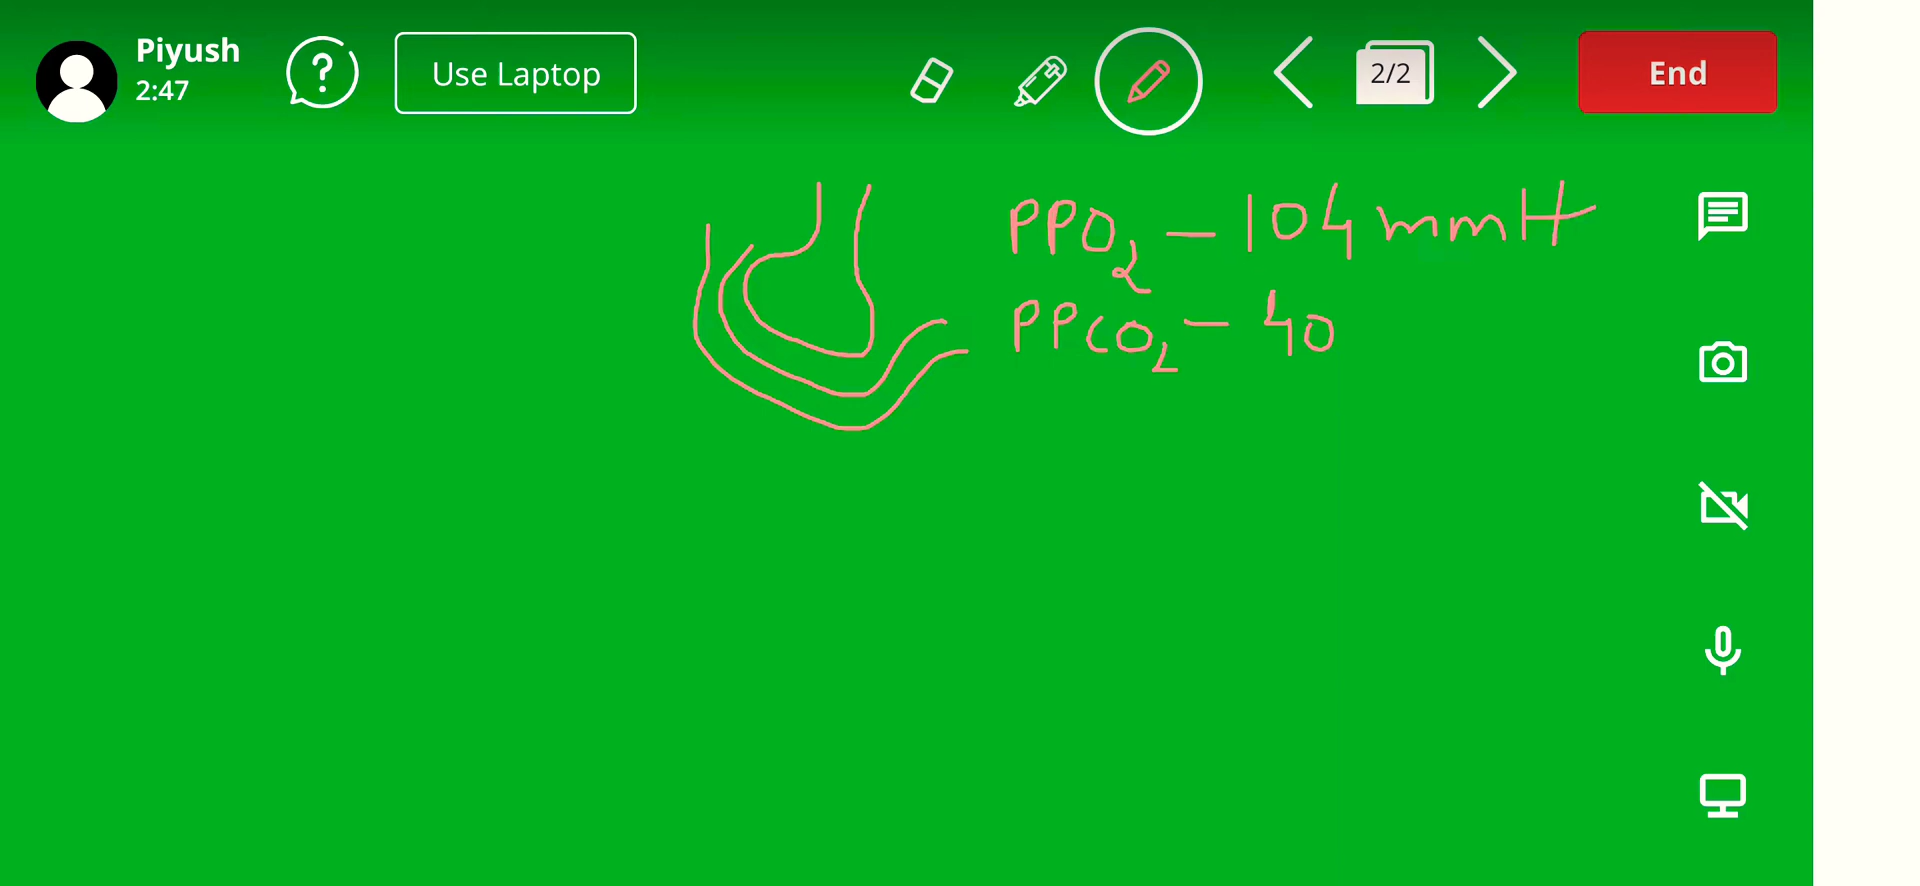 Piyush
2:47
?
Use Laptop
2/2
End
PPO₂ – 104 mmH
PPCO₂ – 40